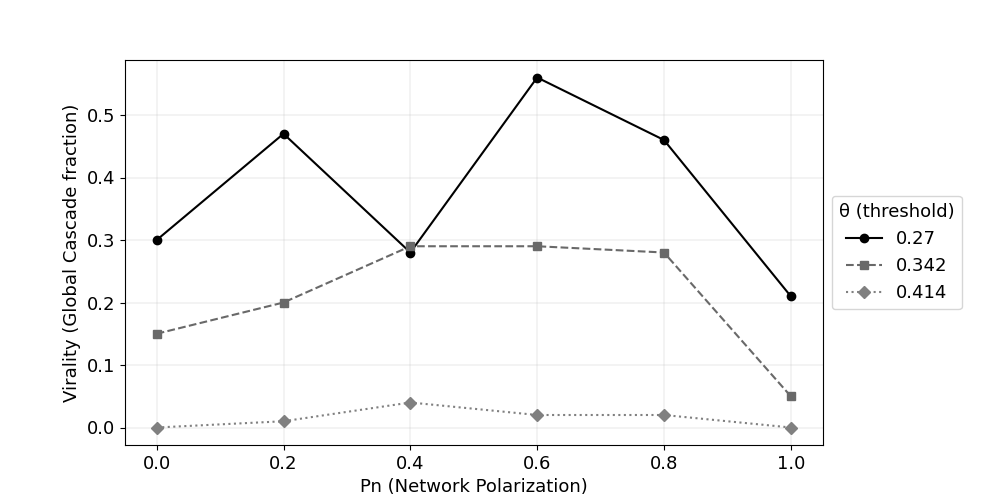 Virality (Global Cascade fraction)
0.5
0.4
0.3
0.2
0.1
0.0
0.0 0.2 0.4 0.6 0.8 1.0
Pn (Network Polarization)
θ (threshold)
0.27
0.342
0.414